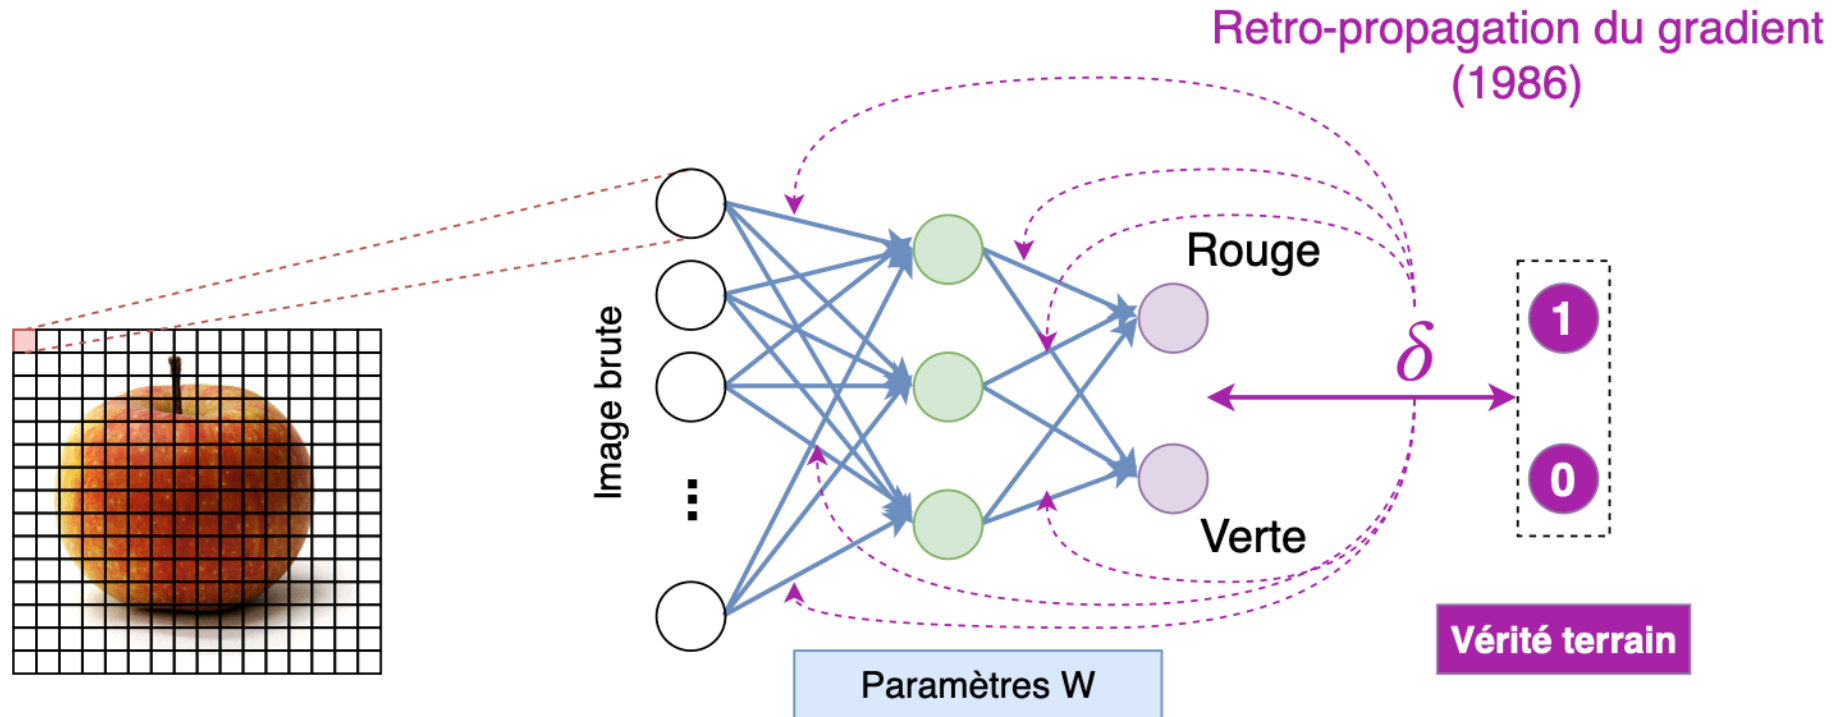 Retro-propagation du gradient
(1986)
Rouge
Image brute
δ
1
0
...
Verte
Vérité terrain
Paramètres W